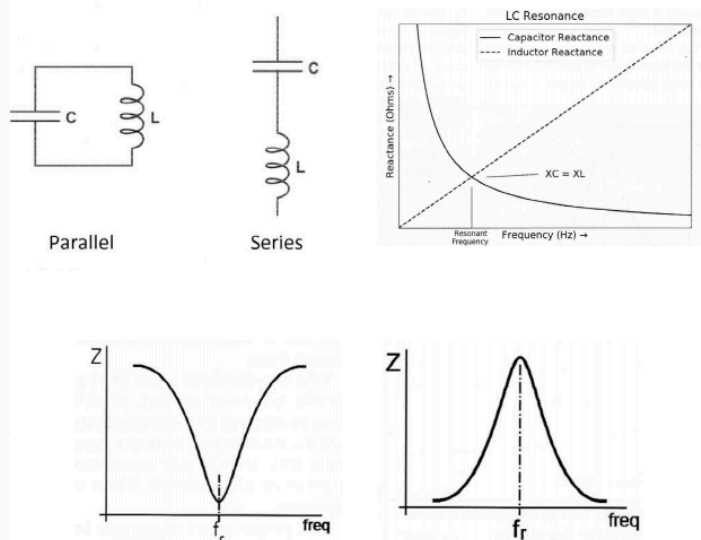 C
L
Parallel
C
L
Series
LC Resonance
Capacitor Reactance
Inductor Reactance
Reactance (Ohms) →
XC = XL
Resonant
Frequency
Frequency (Hz) →
Z
fr
freq
Z
fr
freq